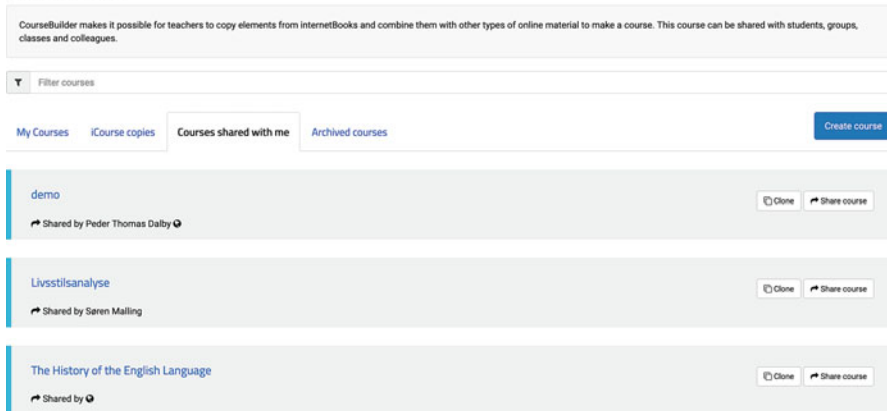 CourseBuilder makes it possible for teachers to copy elements from internetBooks and combine them with other types of online material to make a course. This course can be shared with students, groups,
classes and colleagues.
Filter courses
My Courses iCourse copies Courses shared with me Archived courses Create course
demo
Clone Share course
Shared by Peder Thomas Dalby
Livsstilsanalyse
Clone Share course
Shared by Søren Malling
The History of the English Language
Clone Share course
Shared by